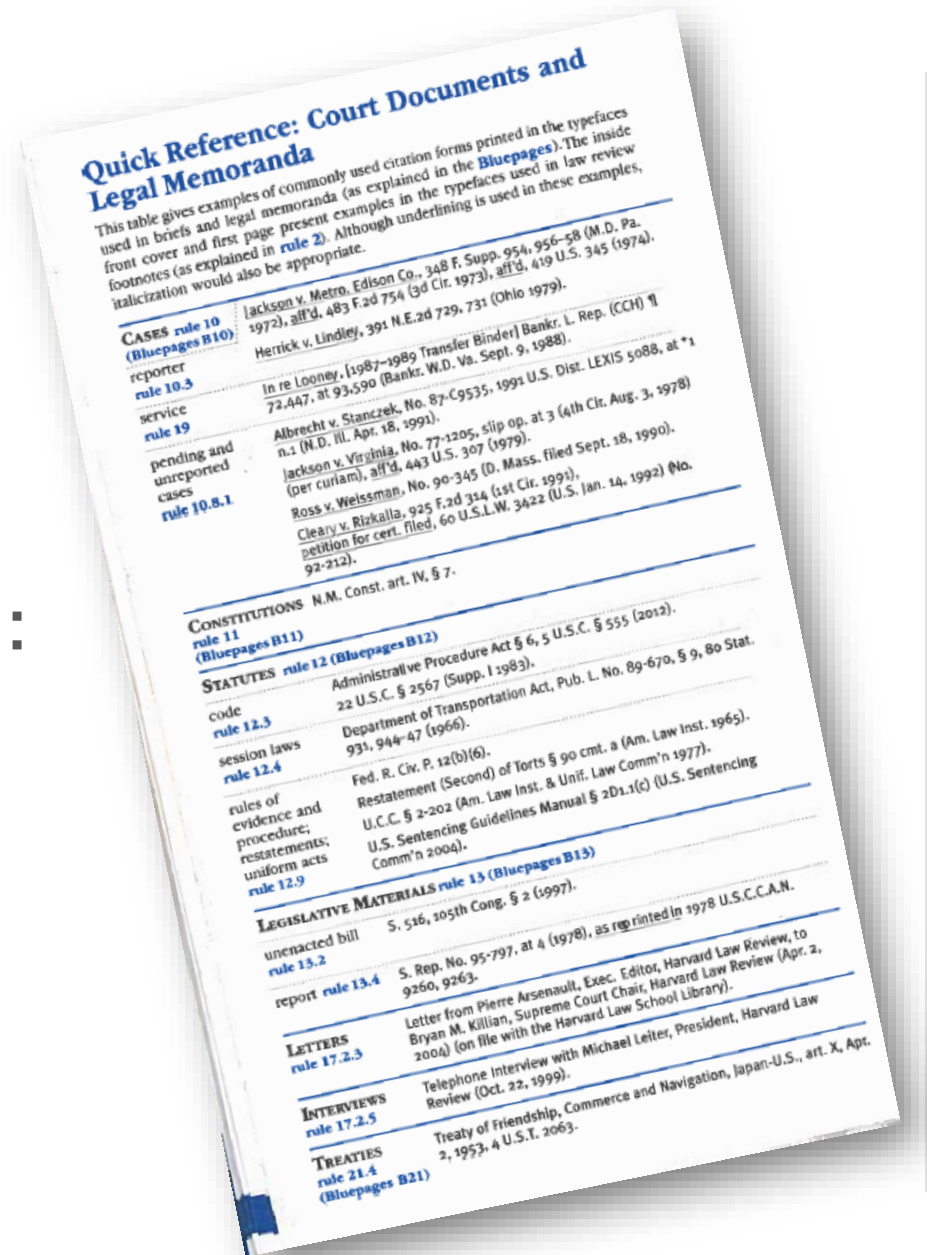 Quick Reference: Court Documents and
Legal Memoranda
This table gives examples of commonly used citation forms printed in the typefaces
used in briefs and legal memoranda (as explained in the Bluepages). The inside
front cover and first page present examples in the typefaces used in law review
footnotes (as explained in rule 2). Although underlining is used in these examples,
italicization would also be appropriate.
CASES rule 10
(Bluepages B10)
reporter
rule 10.3
Jackson v. Metro. Edison Co., 348 F. Supp. 954, 956–58 (M.D. Pa.
1972), aff'd, 483 F.2d 754 (3d Cir. 1973), aff'd, 419 U.S. 345 (1974).
Herrick v. Lindley, 391 N.E.2d 729, 731 (Ohio 1979).
service
rule 19
In re Looney, [1987–1989 Transfer Binder] Bankr. L. Rep. (CCH) ¶
72,447, at 93,590 (Bankr. W.D. Va. Sept. 9, 1988).
pending and
unreported
cases
rule 10.8.1
Albrecht v. Stanczek, No. 87-C9535, 1991 U.S. Dist. LEXIS 5088, at *1
n.1 (N.D. Ill. Apr. 18, 1991).
Jackson v. Virginia, No. 77-1205, slip op. at 3 (4th Cir. Aug. 3, 1978)
(per curiam), aff'd, 443 U.S. 307 (1979).
Ross v. Weissman, No. 90-345 (D. Mass. filed Sept. 18, 1990).
Cleary v. Rizkalla, 925 F.2d 314 (1st Cir. 1991),
petition for cert. filed, 60 U.S.L.W. 3422 (U.S. Jan. 14, 1992) (No.
92-212).
CONSTITUTIONS N.M. Const. art. IV, § 7.
rule 11
(Bluepages B11)
STATUTES rule 12 (Bluepages B12)
code
rule 12.3
Administrative Procedure Act § 6, 5 U.S.C. § 555 (2012).
22 U.S.C. § 2567 (Supp. I 1983).
session laws
rule 12.4
Department of Transportation Act, Pub. L. No. 89-670, § 9, 80 Stat.
931, 944–47 (1966).
rules of
evidence and
procedure;
restatements;
uniform acts
rule 12.9
Fed. R. Civ. P. 12(b)(6).
Restatement (Second) of Torts § 90 cmt. a (Am. Law Inst. 1965).
U.C.C. § 2-202 (Am. Law Inst. & Unif. Law Comm'n 1977).
U.S. Sentencing Guidelines Manual § 2D1.1(c) (U.S. Sentencing
Comm'n 2004).
LEGISLATIVE MATERIALS rule 13 (Bluepages B13)
unenacted bill
rule 13.2
S. 516, 105th Cong. § 2 (1997).
report rule 13.4
S. Rep. No. 95-797, at 4 (1978), as reprinted in 1978 U.S.C.C.A.N.
9260, 9263.
LETTERS
rule 17.2.3
Letter from Pierre Arsenault, Exec. Editor, Harvard Law Review, to
Bryan M. Killian, Supreme Court Chair, Harvard Law Review (Apr. 2,
2004) (on file with the Harvard Law School Library).
INTERVIEWS
rule 17.2.5
Telephone Interview with Michael Leiter, President, Harvard Law
Review (Oct. 22, 1999).
TREATIES
rule 21.4
(Bluepages B21)
Treaty of Friendship, Commerce and Navigation, Japan-U.S., art. X, Apr.
2, 1953, 4 U.S.T. 2063.